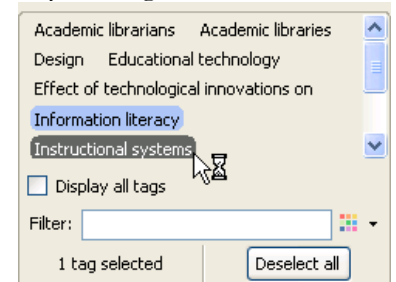 Academic librarians Academic libraries
Design Educational technology
Effect of technological innovations on
Information literacy
Instructional systems
Display all tags
Filter:
1 tag selected Deselect all